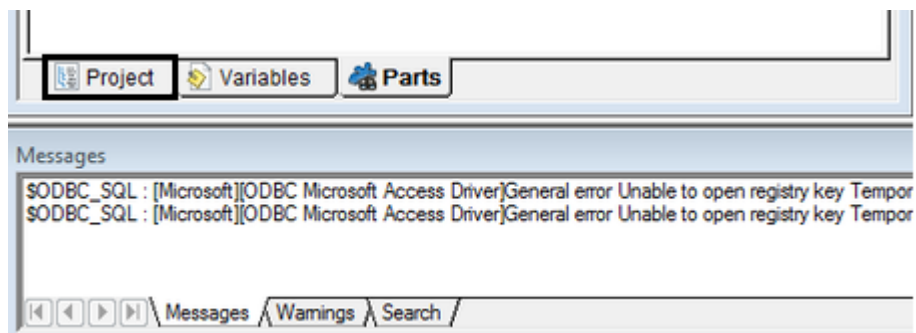 Project Variables Parts
Messages
$ODBC_SQL : [Microsoft][ODBC Microsoft Access Driver]General error Unable to open registry key Tempor
$ODBC_SQL : [Microsoft][ODBC Microsoft Access Driver]General error Unable to open registry key Tempor
Messages Warnings Search